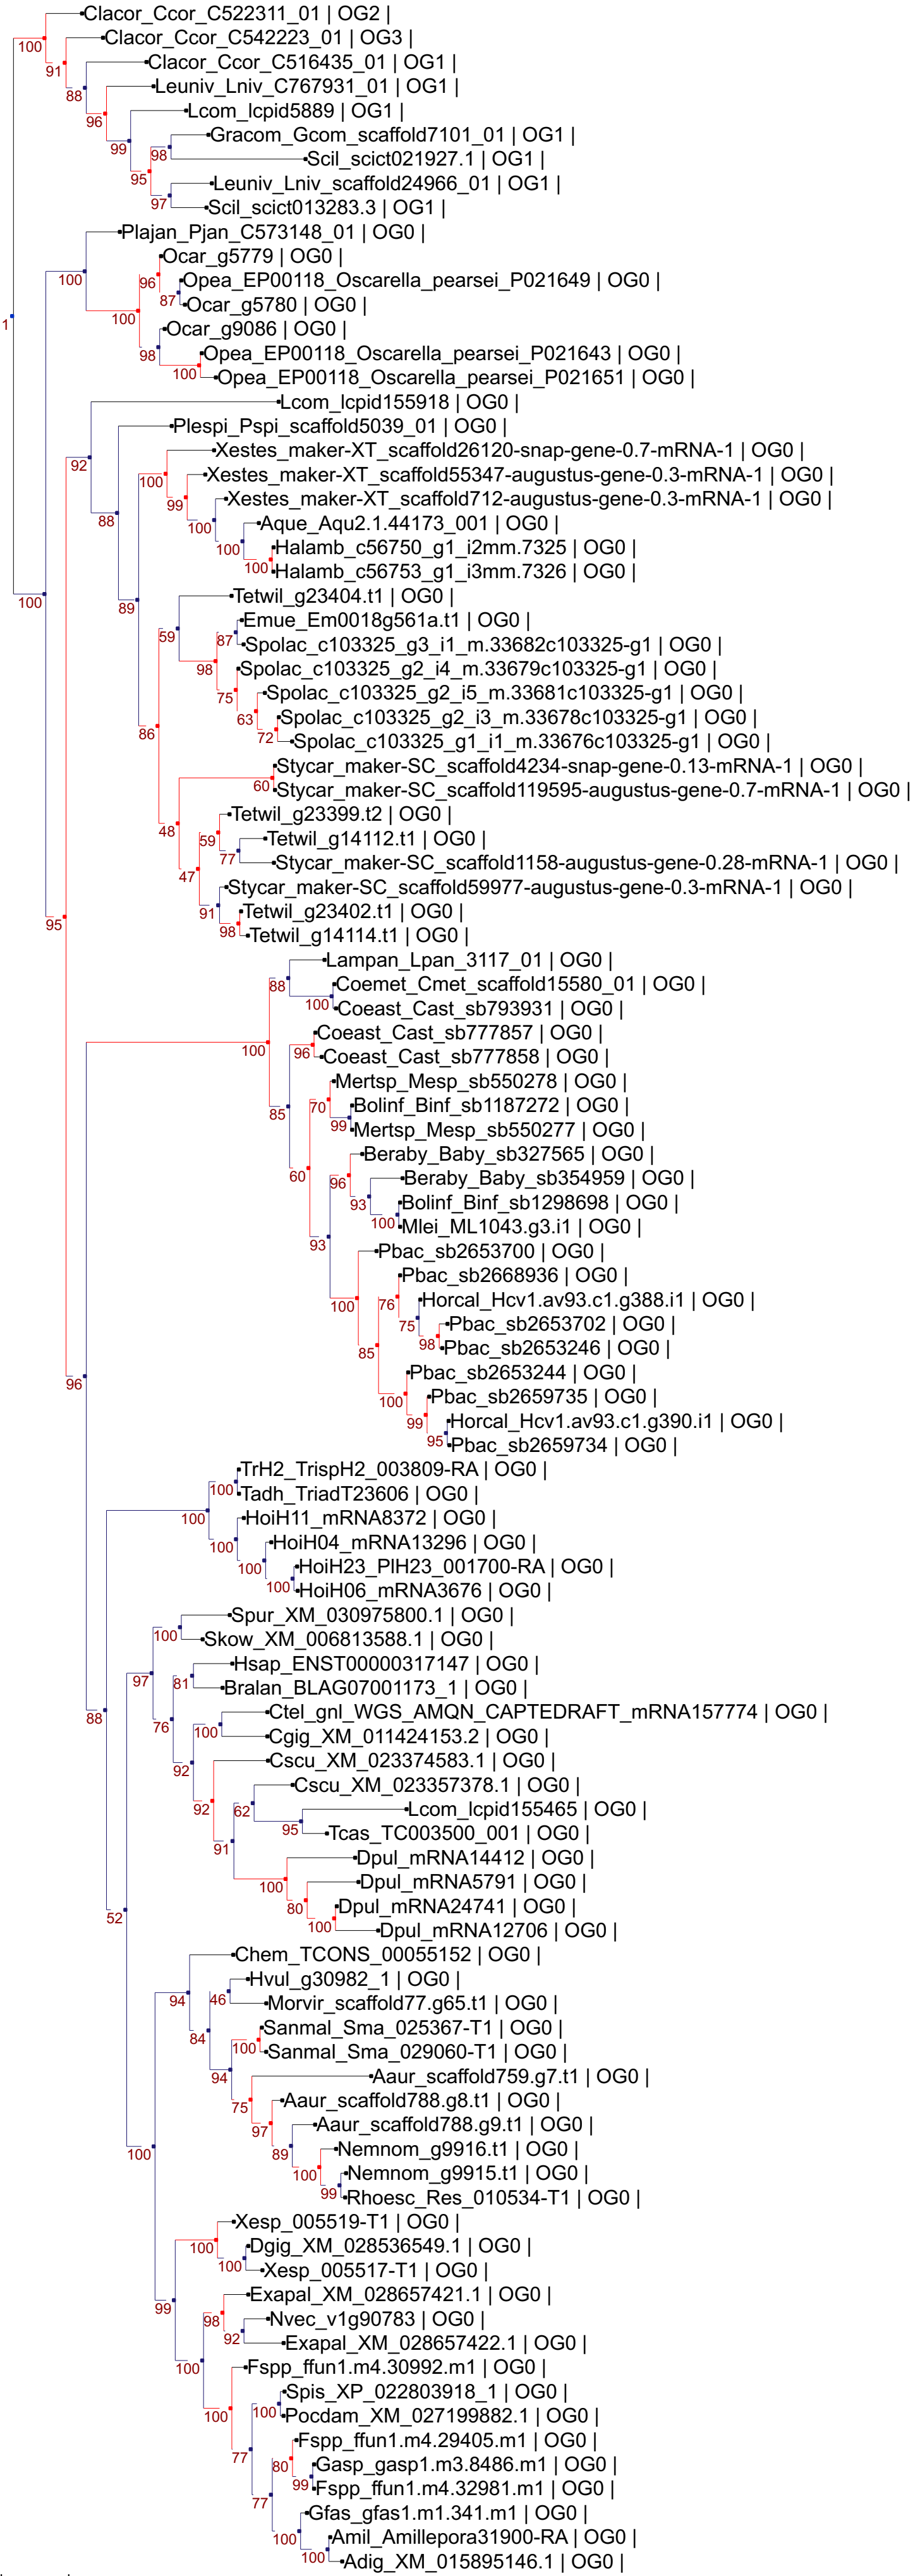 Clacor_Ccor_C522311_01 | OG2 |
100
Clacor_Ccor_C542223_01 | OG3 |
91
Clacor_Ccor_C516435_01 | OG1 |
88
Leuniv_Lniv_C767931_01 | OG1 |
96
Lcom_lcpid5889 | OG1 |
99
Gracom_Gcom_scaffold7101_01 | OG1 |
98
Scil_scict021927.1 | OG1 |
95
Leuniv_Lniv_scaffold24966_01 | OG1 |
97
Scil_scict013283.3 | OG1 |
Plajan_Pjan_C573148_01 | OG0 |
Ocar_g5779 | OG0 |
100
96
Opea_EP00118_Oscarella_pearsei_P021649 | OG0 |
87
Ocar_g5780 | OG0 |
100
1
Ocar_g9086 | OG0 |
98
Opea_EP00118_Oscarella_pearsei_P021643 | OG0 |
100
Opea_EP00118_Oscarella_pearsei_P021651 | OG0 |
Lcom_lcpid155918 | OG0 |
Plespi_Pspi_scaffold5039_01 | OG0 |
Xestes_maker-XT_scaffold26120-snap-gene-0.7-mRNA-1 | OG0 |
92
100
Xestes_maker-XT_scaffold55347-augustus-gene-0.3-mRNA-1 | OG0 |
99
Xestes_maker-XT_scaffold712-augustus-gene-0.3-mRNA-1 | OG0 |
88
100
Aque_Aqu2.1.44173_001 | OG0 |
100
Halamb_c56750_g1_i2mm.7325 | OG0 |
100
Halamb_c56753_g1_i3mm.7326 | OG0 |
Tetwil_g23404.t1 | OG0 |
100
89
Emue_Em0018g561a.t1 | OG0 |
59
87
Spolac_c103325_g3_i1_m.33682c103325-g1 | OG0 |
98
Spolac_c103325_g2_i4_m.33679c103325-g1 | OG0 |
75
Spolac_c103325_g2_i5_m.33681c103325-g1 | OG0 |
63
Spolac_c103325_g2_i3_m.33678c103325-g1 | OG0 |
86
72
Spolac_c103325_g1_i1_m.33676c103325-g1 | OG0 |
Stycar_maker-SC_scaffold4234-snap-gene-0.13-mRNA-1 | OG0 |
60
Stycar_maker-SC_scaffold119595-augustus-gene-0.7-mRNA-1 | OG0 |
Tetwil_g23399.t2 | OG0 |
48
59
Tetwil_g14112.t1 | OG0 |
77
Stycar_maker-SC_scaffold1158-augustus-gene-0.28-mRNA-1 | OG0 |
47
Stycar_maker-SC_scaffold59977-augustus-gene-0.3-mRNA-1 | OG0 |
91
Tetwil_g23402.t1 | OG0 |
95
98
Tetwil_g14114.t1 | OG0 |
Lampan_Lpan_3117_01 | OG0 |
88
Coemet_Cmet_scaffold15580_01 | OG0 |
100
Coeast_Cast_sb793931 | OG0 |
Coeast_Cast_sb777857 | OG0 |
100
96
Coeast_Cast_sb777858 | OG0 |
Mertsp_Mesp_sb550278 | OG0 |
85
70
Bolinf_Binf_sb1187272 | OG0 |
99
Mertsp_Mesp_sb550277 | OG0 |
Beraby_Baby_sb327565 | OG0 |
60
96
Beraby_Baby_sb354959 | OG0 |
93
Bolinf_Binf_sb1298698 | OG0 |
100
Mlei_ML1043.g3.i1 | OG0 |
93
Pbac_sb2653700 | OG0 |
Pbac_sb2668936 | OG0 |
100
76
Horcal_Hcv1.av93.c1.g388.i1 | OG0 |
75
Pbac_sb2653702 | OG0 |
98
Pbac_sb2653246 | OG0 |
85
Pbac_sb2653244 | OG0 |
96
100
Pbac_sb2659735 | OG0 |
99
Horcal_Hcv1.av93.c1.g390.i1 | OG0 |
95
Pbac_sb2659734 | OG0 |
TrH2_TrispH2_003809-RA | OG0 |
100
Tadh_TriadT23606 | OG0 |
100
HoiH11_mRNA8372 | OG0 |
100
HoiH04_mRNA13296 | OG0 |
100
HoiH23_PlH23_001700-RA | OG0 |
100
HoiH06_mRNA3676 | OG0 |
Spur_XM_030975800.1 | OG0 |
100
Skow_XM_006813588.1 | OG0 |
Hsap_ENST00000317147 | OG0 |
97
81
Bralan_BLAG07001173_1 | OG0 |
88
76
Ctel_gnl_WGS_AMQN_CAPTEDRAFT_mRNA157774 | OG0 |
100
Cgig_XM_011424153.2 | OG0 |
92
Cscu_XM_023374583.1 | OG0 |
Cscu_XM_023357378.1 | OG0 |
92
62
Lcom_lcpid155465 | OG0 |
95
Tcas_TC003500_001 | OG0 |
91
Dpul_mRNA14412 | OG0 |
100
Dpul_mRNA5791 | OG0 |
80
Dpul_mRNA24741 | OG0 |
52
100
Dpul_mRNA12706 | OG0 |
Chem_TCONS_00055152 | OG0 |
Hvul_g30982_1 | OG0 |
94
46
Morvir_scaffold77.g65.t1 | OG0 |
Sanmal_Sma_025367-T1 | OG0 |
84
100
Sanmal_Sma_029060-T1 | OG0 |
94
Aaur_scaffold759.g7.t1 | OG0 |
75
Aaur_scaffold788.g8.t1 | OG0 |
97
Aaur_scaffold788.g9.t1 | OG0 |
89
Nemnom_g9916.t1 | OG0 |
100
100
Nemnom_g9915.t1 | OG0 |
99
Rhoesc_Res_010534-T1 | OG0 |
Xesp_005519-T1 | OG0 |
100
Dgig_XM_028536549.1 | OG0 |
100
Xesp_005517-T1 | OG0 |
Exapal_XM_028657421.1 | OG0 |
99
98
Nvec_v1g90783 | OG0 |
92
Exapal_XM_028657422.1 | OG0 |
100
Fspp_ffun1.m4.30992.m1 | OG0 |
Spis_XP_022803918_1 | OG0 |
100
100
Pocdam_XM_027199882.1 | OG0 |
Fspp_ffun1.m4.29405.m1 | OG0 |
77
80
Gasp_gasp1.m3.8486.m1 | OG0 |
99
Fspp_ffun1.m4.32981.m1 | OG0 |
77
Gfas_gfas1.m1.341.m1 | OG0 |
100
Amil_Amillepora31900-RA | OG0 |
100
Adig_XM_015895146.1 | OG0 |